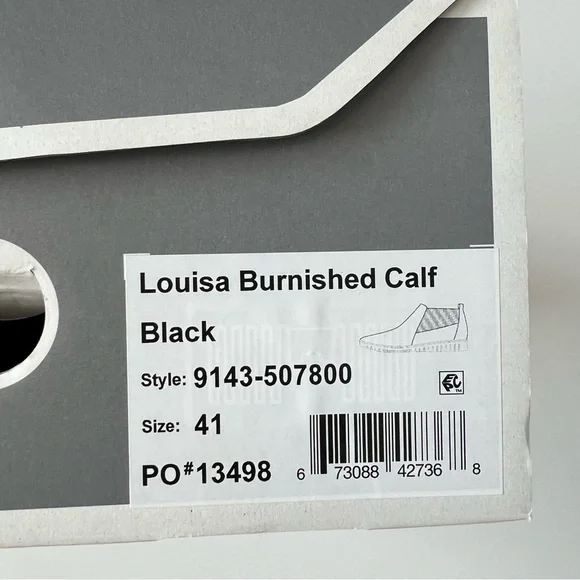 Louisa Burnished Calf
Black
Style: 9143-507800
Size: 41
PO#13498
6 73088 42736 8